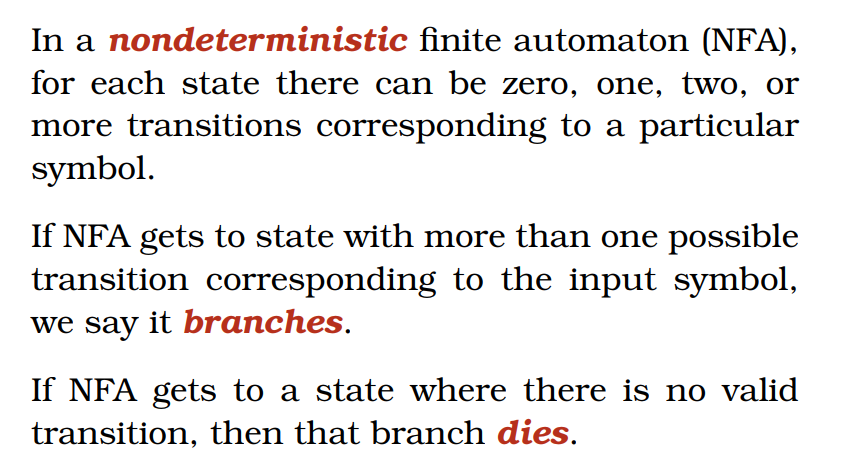 In a nondeterministic finite automaton (NFA),
for each state there can be zero, one, two, or
more transitions corresponding to a particular
symbol.
If NFA gets to state with more than one possible
transition corresponding to the input symbol,
we say it branches.
If NFA gets to a state where there is no valid
transition, then that branch dies.